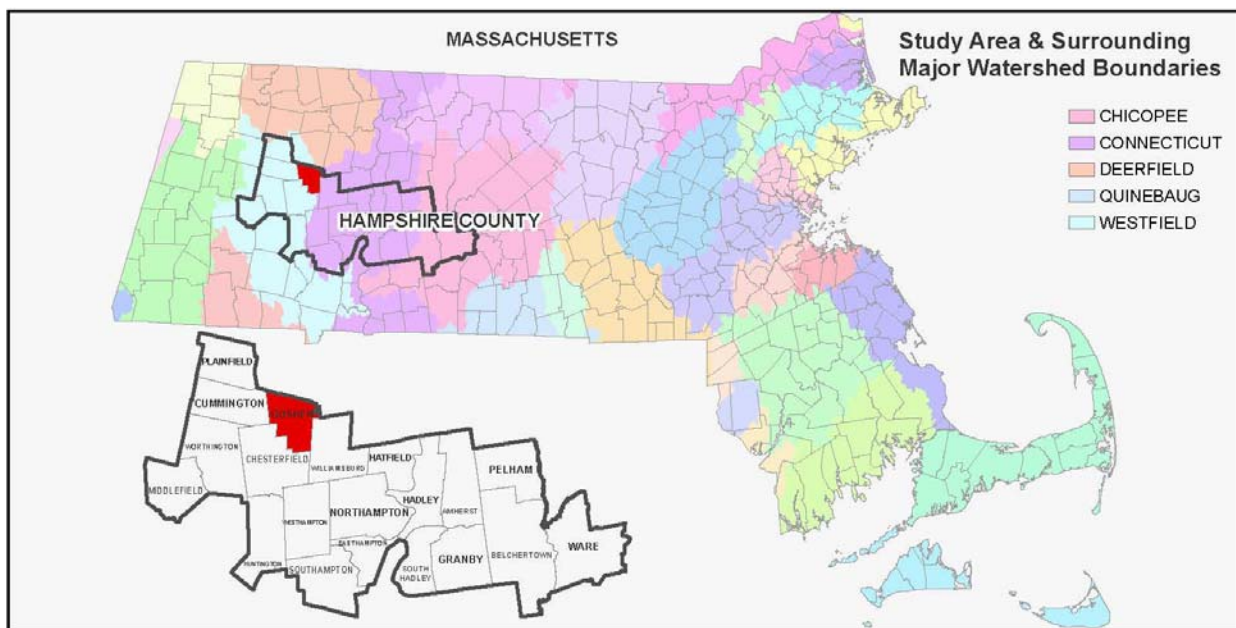 MASSACHUSETTS
Study Area & Surrounding
Major Watershed Boundaries
CHICOPEE
CONNECTICUT
DEERFIELD
QUINEBAUG
WESTFIELD
HAMPSHIRE COUNTY
PLAINFIELD
CUMMINGTON
GOSHEN
WORTHINGTON
CHESTERFIELD
WILLIAMSBURG
HATFIELD
PELHAM
MIDDLEFIELD
HADLEY
NORTHAMPTON
AMHERST
WESTHAMPTON
EASTHAMPTON
WARE
BELCHERTOWN
GRANBY
HUNTINGTON
SOUTHAMPTON
SOUTH
HADLEY